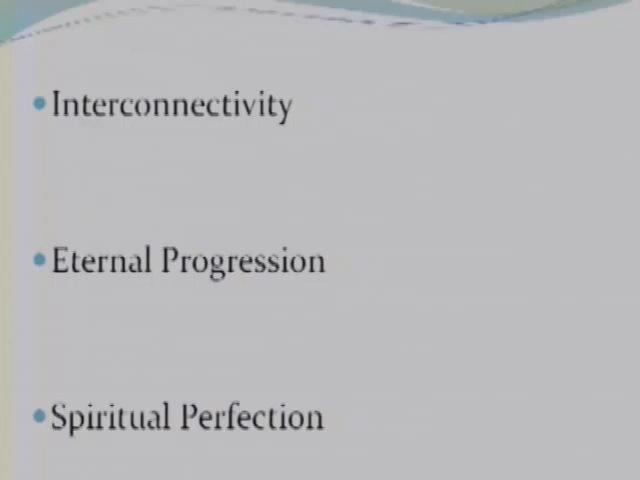 •Interconnectivity
•Eternal Progression
•Spiritual Perfection